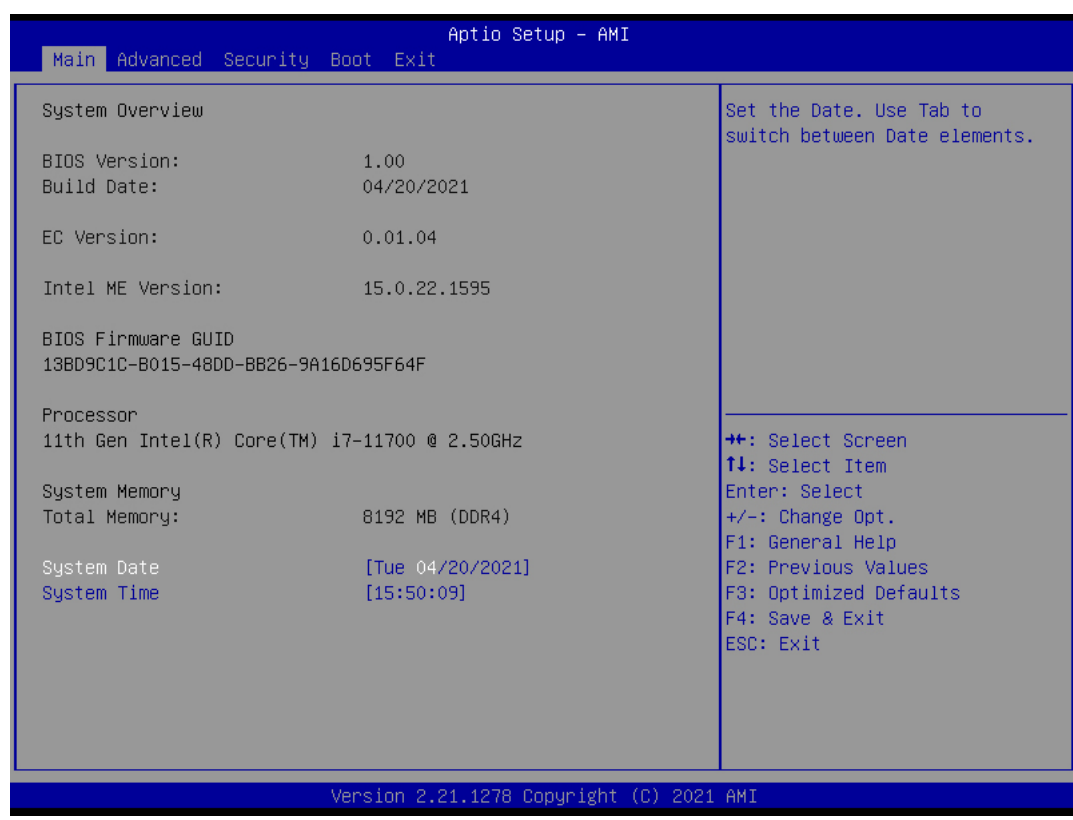 Aptio Setup – AMI
Main Advanced Security Boot Exit
System Overview
BIOS Version: 1.00
Build Date: 04/20/2021
EC Version: 0.01.04
Intel ME Version: 15.0.22.1595
BIOS Firmware GUID
13BD9C1C-B015-48DD-BB26-9A16D695F64F
Processor
11th Gen Intel(R) Core(TM) i7-11700 @ 2.50GHz
System Memory
Total Memory: 8192 MB (DDR4)
System Date [Tue 04/20/2021]
System Time [15:50:09]
Set the Date. Use Tab to
switch between Date elements.
→←: Select Screen
↑↓: Select Item
Enter: Select
+/-: Change Opt.
F1: General Help
F2: Previous Values
F3: Optimized Defaults
F4: Save & Exit
ESC: Exit
Version 2.21.1278 Copyright (C) 2021 AMI